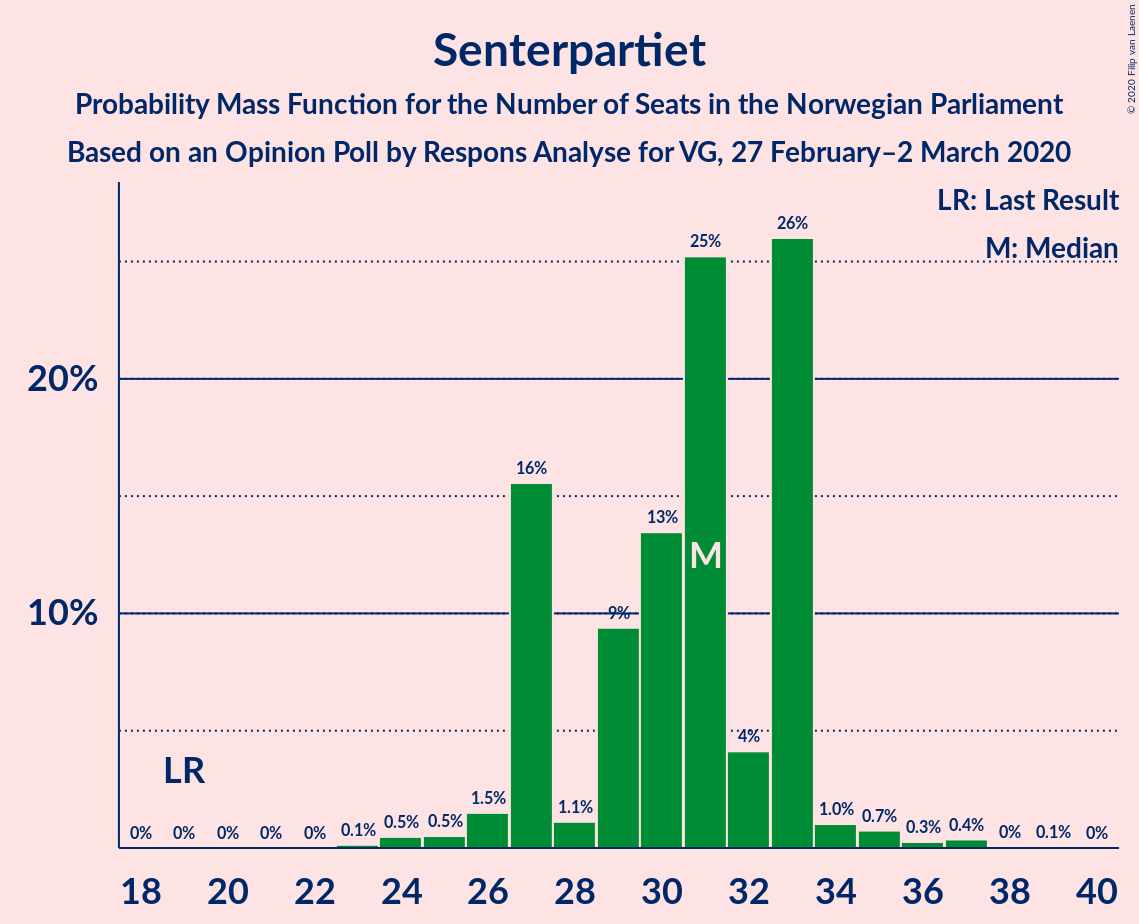 Senterpartiet
Probability Mass Function for the Number of Seats in the Norwegian Parliament
Based on an Opinion Poll by Respons Analyse for VG, 27 February–2 March 2020
© 2020 Filip van Laenen
LR: Last Result
M: Median
20%
10%
0%
0%
0%
0%
0%
0.1%
0.5%
0.5%
1.5%
16%
1.1%
9%
13%
25%
4%
26%
1.0%
0.7%
0.3%
0.4%
0%
0.1%
0%
LR
M
18 20 22 24 26 28 30 32 34 36 38 40